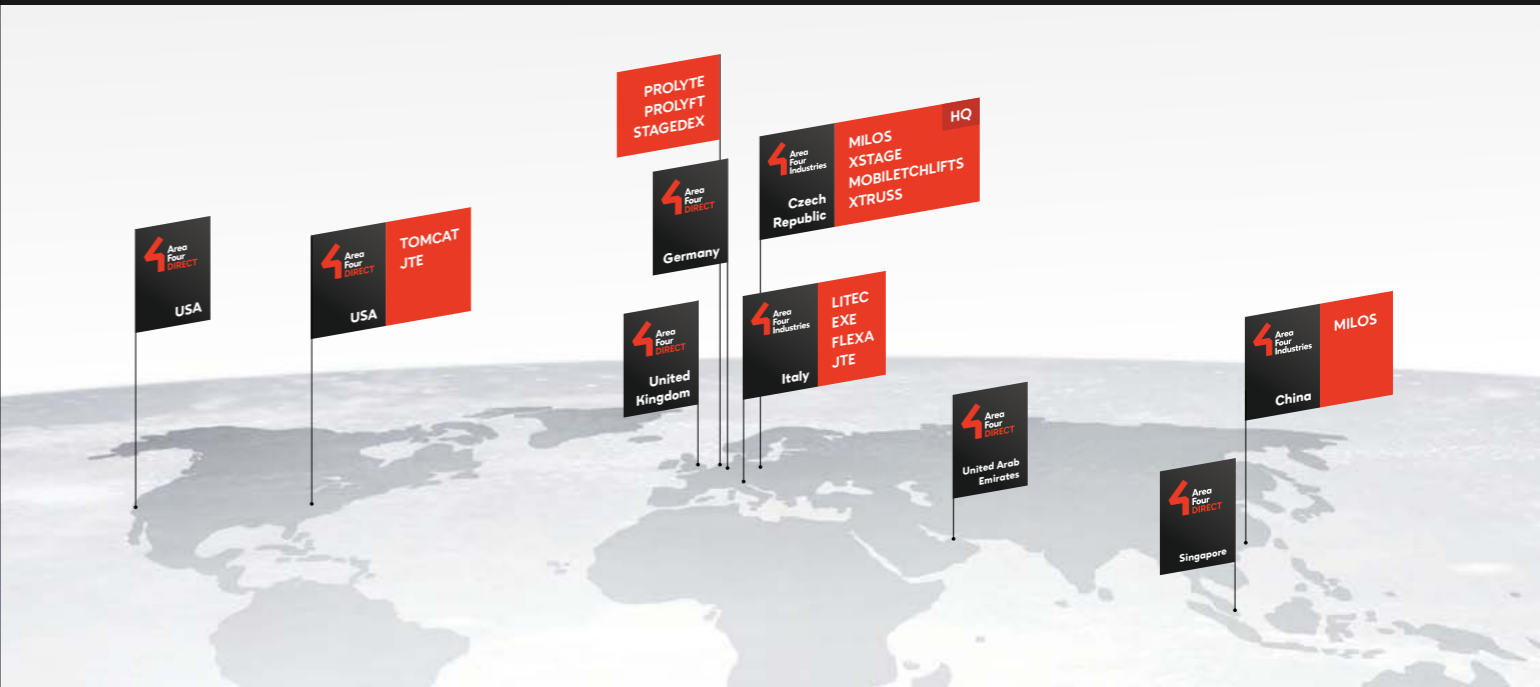 PROLYTE
PROLYFT
STAGEDEX
HQ
Area
Four
Industries
Czech
Republic
MILOS
XSTAGE
MOBILETCHLIFTS
XTRUSS
Area
Four
DIRECT
Germany
Area
Four
DIRECT
USA
Area
Four
DIRECT
USA
TOMCAT
JTE
Area
Four
DIRECT
United
Kingdom
Area
Four
Industries
Italy
LITEC
EXE
FLEXA
JTE
Area
Four
Industries
China
MILOS
Area
Four
DIRECT
United Arab
Emirates
Area
Four
DIRECT
Singapore